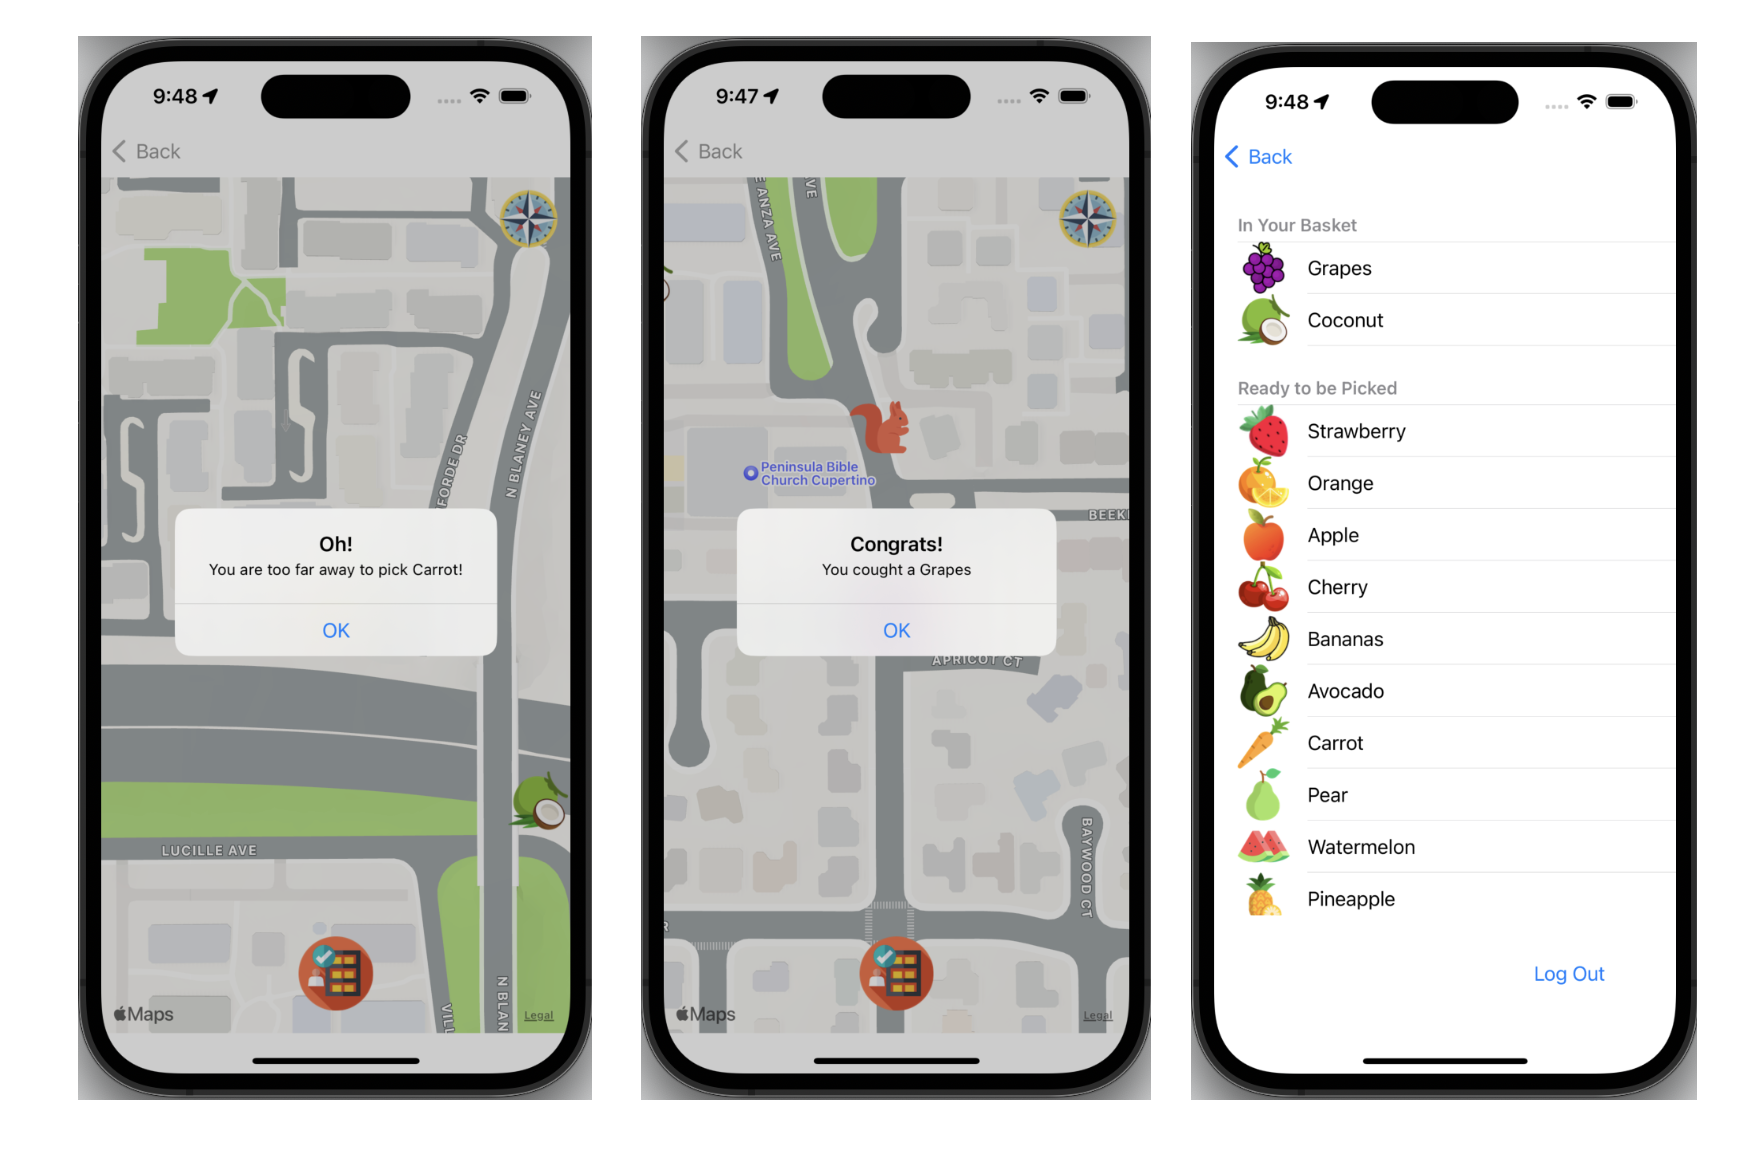 9:48
Back
FORDE DR
N BLANEY AVE
Oh!
You are too far away to pick Carrot!
OK
LUCILLE AVE
VILL
N BLAN
Maps
Legal
9:47
Back
E ANZA AVE
AVE
Peninsula Bible
Church Cupertino
BEEK
Congrats!
You cought a Grapes
OK
APRICOT CT
BAYWOOD CT
R
Maps
Legal
9:48
Back
In Your Basket
Grapes
Coconut
Ready to be Picked
Strawberry
Orange
Apple
Cherry
Bananas
Avocado
Carrot
Pear
Watermelon
Pineapple
Log Out